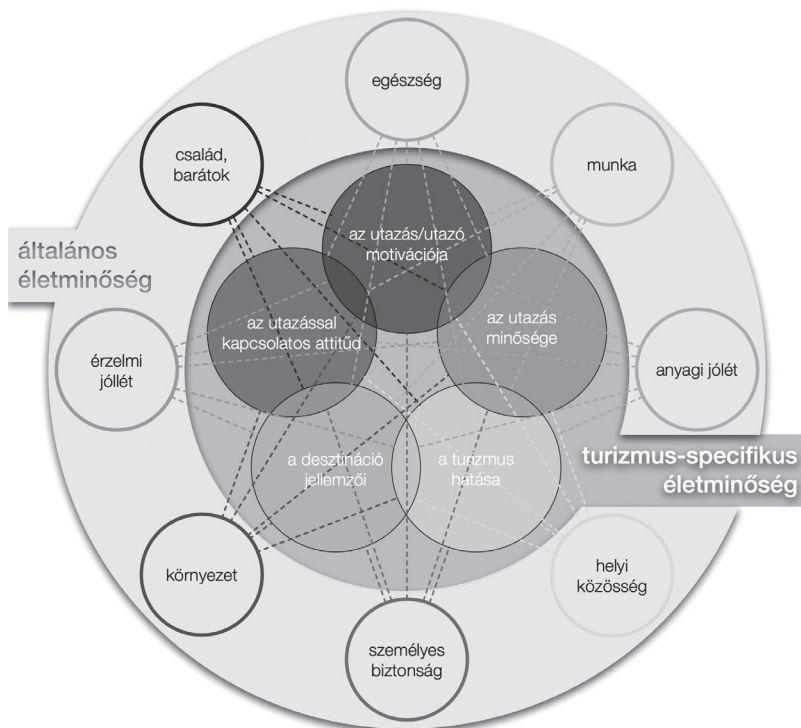 egészség
család,
barátok
munka
az utazás/utazó
motivációja
általános
életminőség
az utazással
kapcsolatos attitűd
az utazás
minősége
érzelmi
jóllét
anyagi jólét
a desztináció
jellemzői
a turizmus
hatása
turizmus-specifikus
életminőség
környezet
helyi
közösség
személyes
biztonság